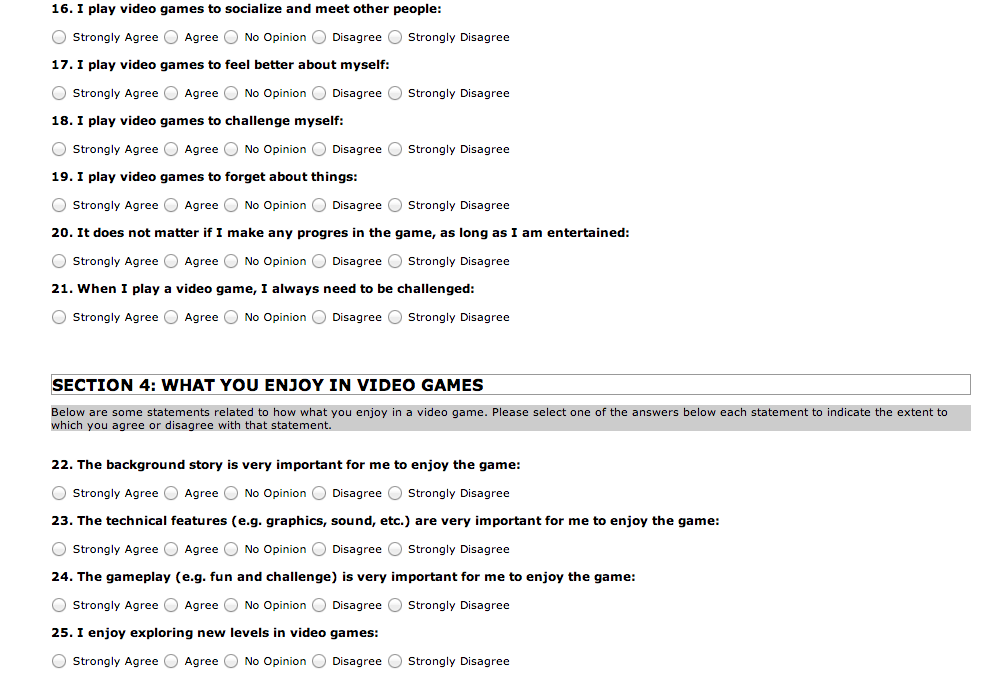 16. I play video games to socialize and meet other people:
Strongly Agree Agree No Opinion Disagree Strongly Disagree
17. I play video games to feel better about myself:
Strongly Agree Agree No Opinion Disagree Strongly Disagree
18. I play video games to challenge myself:
Strongly Agree Agree No Opinion Disagree Strongly Disagree
19. I play video games to forget about things:
Strongly Agree Agree No Opinion Disagree Strongly Disagree
20. It does not matter if I make any progres in the game, as long as I am entertained:
Strongly Agree Agree No Opinion Disagree Strongly Disagree
21. When I play a video game, I always need to be challenged:
Strongly Agree Agree No Opinion Disagree Strongly Disagree
SECTION 4: WHAT YOU ENJOY IN VIDEO GAMES
Below are some statements related to how what you enjoy in a video game. Please select one of the answers below each statement to indicate the extent to
which you agree or disagree with that statement.
22. The background story is very important for me to enjoy the game:
Strongly Agree Agree No Opinion Disagree Strongly Disagree
23. The technical features (e.g. graphics, sound, etc.) are very important for me to enjoy the game:
Strongly Agree Agree No Opinion Disagree Strongly Disagree
24. The gameplay (e.g. fun and challenge) is very important for me to enjoy the game:
Strongly Agree Agree No Opinion Disagree Strongly Disagree
25. I enjoy exploring new levels in video games:
Strongly Agree Agree No Opinion Disagree Strongly Disagree